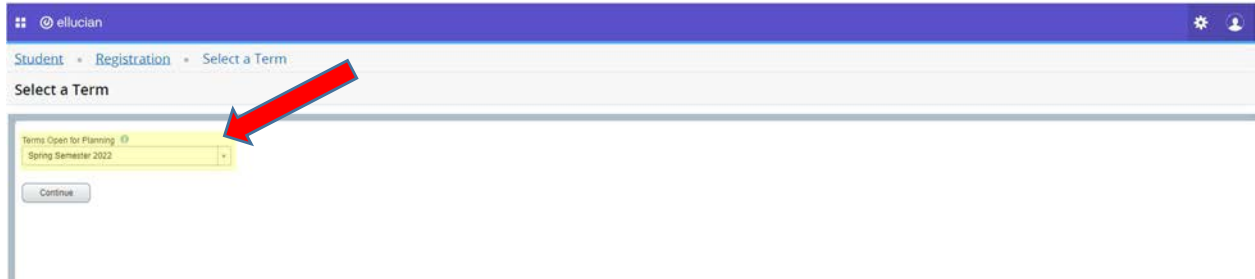 ellucian
Student • Registration • Select a Term
Select a Term
Terms Open for Planning
Spring Semester 2022
Continue